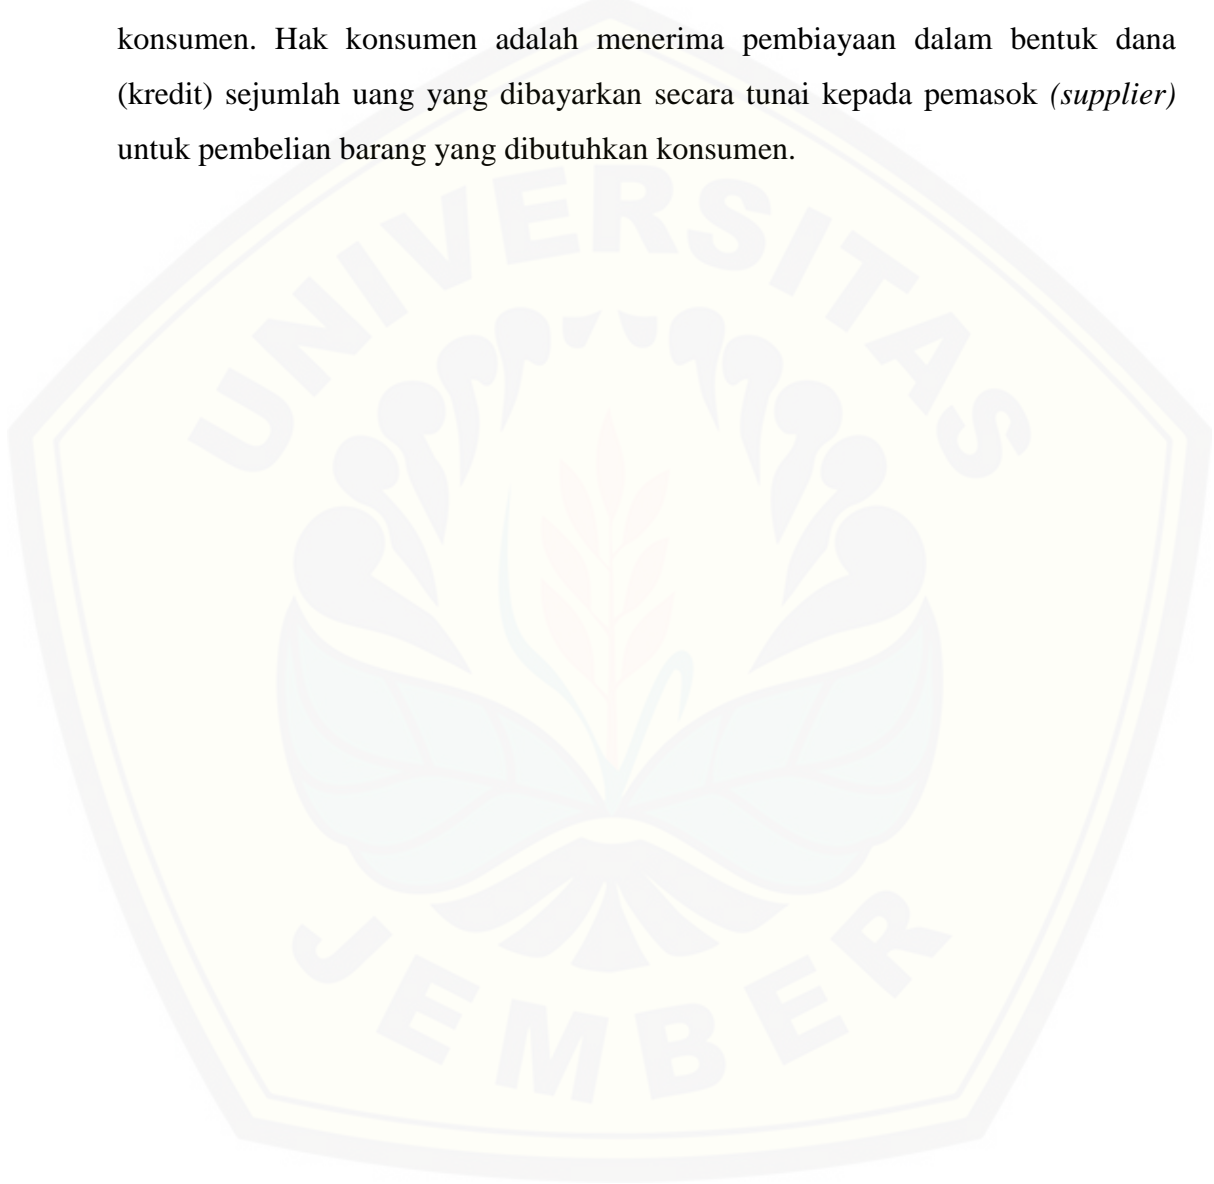 konsumen. Hak konsumen adalah menerima pembiayaan dalam bentuk dana
(kredit) sejumlah uang yang dibayarkan secara tunai kepada pemasok (supplier)
untuk pembelian barang yang dibutuhkan konsumen.
UNIVERSITAS
JEMBER